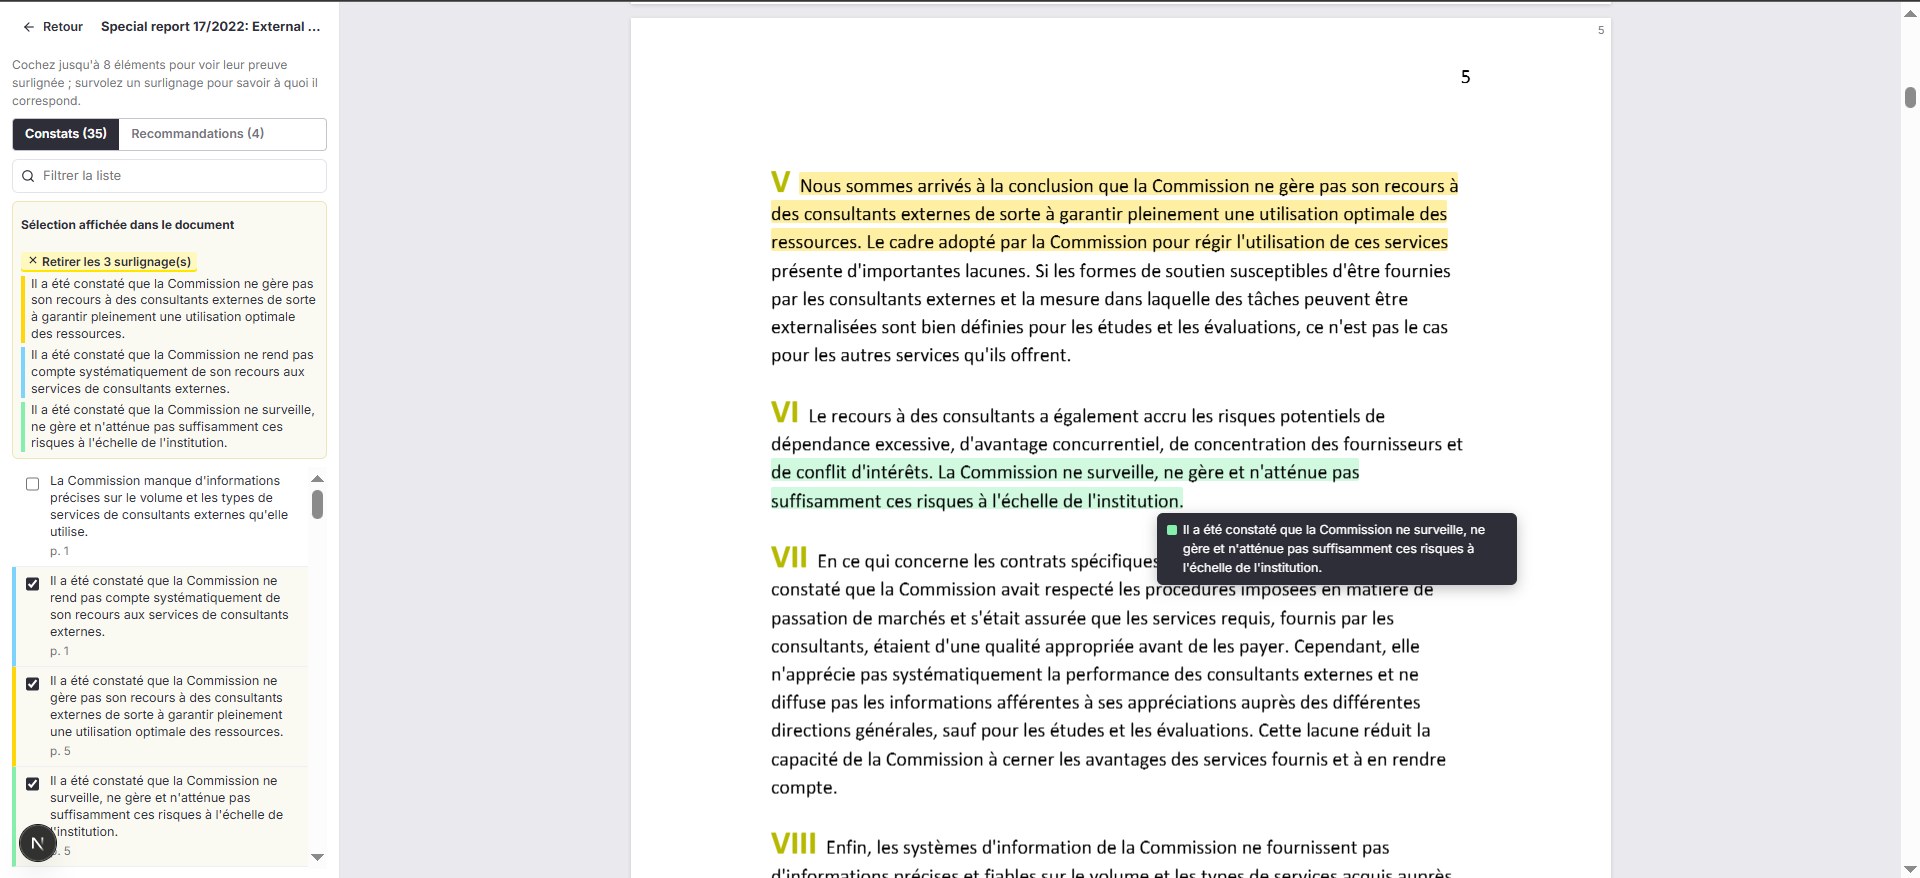 Retour
Special report 17/2022: External ...
Cochez jusqu'à 8 éléments pour voir leur preuve
surlignée ; survolez un surlignage pour savoir à quoi il
correspond.
Constats (35)
Recommandations (4)
Filtrer la liste
Sélection affichée dans le document
× Retirer les 3 surlignage(s)
Il a été constaté que la Commission ne gère pas
son recours à des consultants externes de sorte
à garantir pleinement une utilisation optimale
des ressources.
Il a été constaté que la Commission ne rend pas
compte systématiquement de son recours aux
services de consultants externes.
Il a été constaté que la Commission ne surveille,
ne gère et n'atténue pas suffisamment ces
risques à l'échelle de l'institution.
La Commission manque d'informations
précises sur le volume et les types de
services de consultants externes qu'elle
utilise.
p. 1
Il a été constaté que la Commission ne
rend pas compte systématiquement de
son recours aux services de consultants
externes.
p. 1
Il a été constaté que la Commission ne
gère pas son recours à des consultants
externes de sorte à garantir pleinement
une utilisation optimale des ressources.
p. 5
Il a été constaté que la Commission ne
surveille, ne gère et n'atténue pas
suffisamment ces risques à l'échelle de
l'institution.
5
N
5
5
V Nous sommes arrivés à la conclusion que la Commission ne gère pas son recours à
des consultants externes de sorte à garantir pleinement une utilisation optimale des
ressources. Le cadre adopté par la Commission pour régir l'utilisation de ces services
présente d'importantes lacunes. Si les formes de soutien susceptibles d'être fournies
par les consultants externes et la mesure dans laquelle des tâches peuvent être
externalisées sont bien définies pour les études et les évaluations, ce n'est pas le cas
pour les autres services qu'ils offrent.
VI Le recours à des consultants a également accru les risques potentiels de
dépendance excessive, d'avantage concurrentiel, de concentration des fournisseurs et
de conflit d'intérêts. La Commission ne surveille, ne gère et n'atténue pas
suffisamment ces risques à l'échelle de l'institution.
Il a été constaté que la Commission ne surveille, ne
gère et n'atténue pas suffisamment ces risques à
l'échelle de l'institution.
VII En ce qui concerne les contrats spécifiques
constaté que la Commission avait respecté les procédures imposées en matière de
passation de marchés et s'était assurée que les services requis, fournis par les
consultants, étaient d'une qualité appropriée avant de les payer. Cependant, elle
n'apprécie pas systématiquement la performance des consultants externes et ne
diffuse pas les informations afférentes à ses appréciations auprès des différentes
directions générales, sauf pour les études et les évaluations. Cette lacune réduit la
capacité de la Commission à cerner les avantages des services fournis et à en rendre
compte.
VIII Enfin, les systèmes d'information de la Commission ne fournissent pas
d'informations précises et fiables sur le volume et les types de services acquis auprès